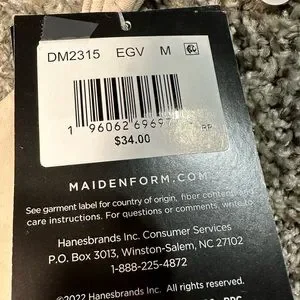 DM2315 EGV M
1 96062 6969
$34.00
MAIDENFORM.COM
See garment label for country of origin, fiber content
care instructions. For questions or comments, write to
Hanesbrands Inc. Consumer Services
P.O. Box 3013, Winston-Salem, NC 27102
1-888-225-4872
©2022 Hanesbrands Inc. All rights reserved.